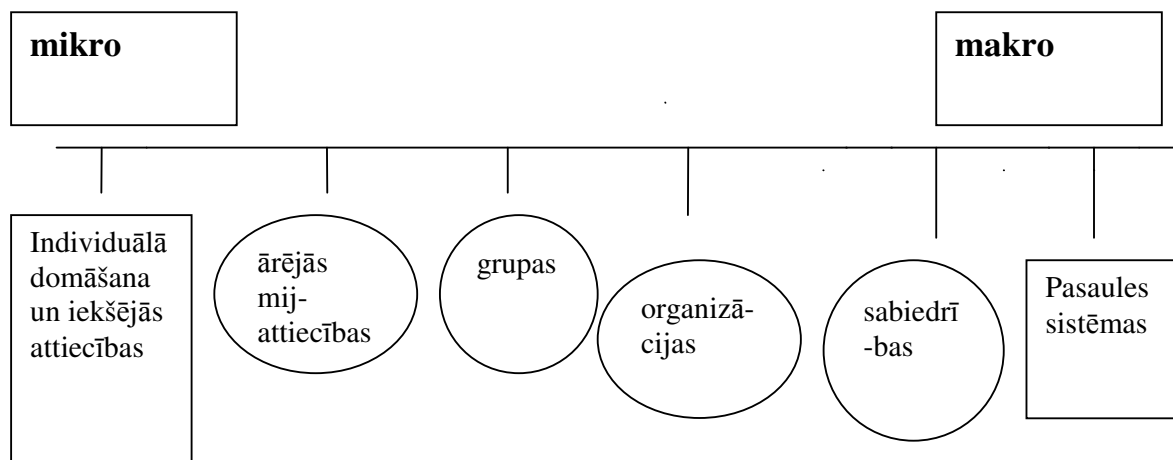 mikro
makro
Individuālā
domāšana
un iekšējās
attiecības
ārējās
mij-
attiecības
grupas
organizā-
cijas
sabiedrī
-bas
Pasaules
sistēmas